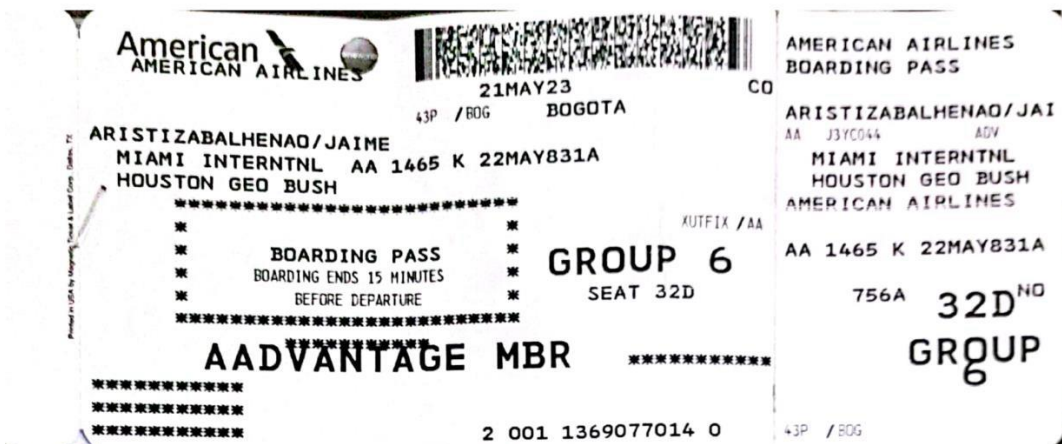 American
AMERICAN AIRLINES
21MAY23 CO
43P /BOG BOGOTA
ARISTIZABALHENAO/JAIME
MIAMI INTERNTNL AA 1465 K 22MAY831A
HOUSTON GEO BUSH
*************************
XUTFIX /AA
* BOARDING PASS *
* BOARDING ENDS 15 MINUTES *
* BEFORE DEPARTURE *
*************************
GROUP 6
SEAT 32D
AADVANTAGE MBR ***********
***********
***********
***********
2 001 1369077014 0
AMERICAN AIRLINES
BOARDING PASS
ARISTIZABALHENAO/JAI
AA J3YC044 ADV
MIAMI INTERNTNL
HOUSTON GEO BUSH
AMERICAN AIRLINES
AA 1465 K 22MAY831A
756A 32D NO
GROUP
6
43P /BOG